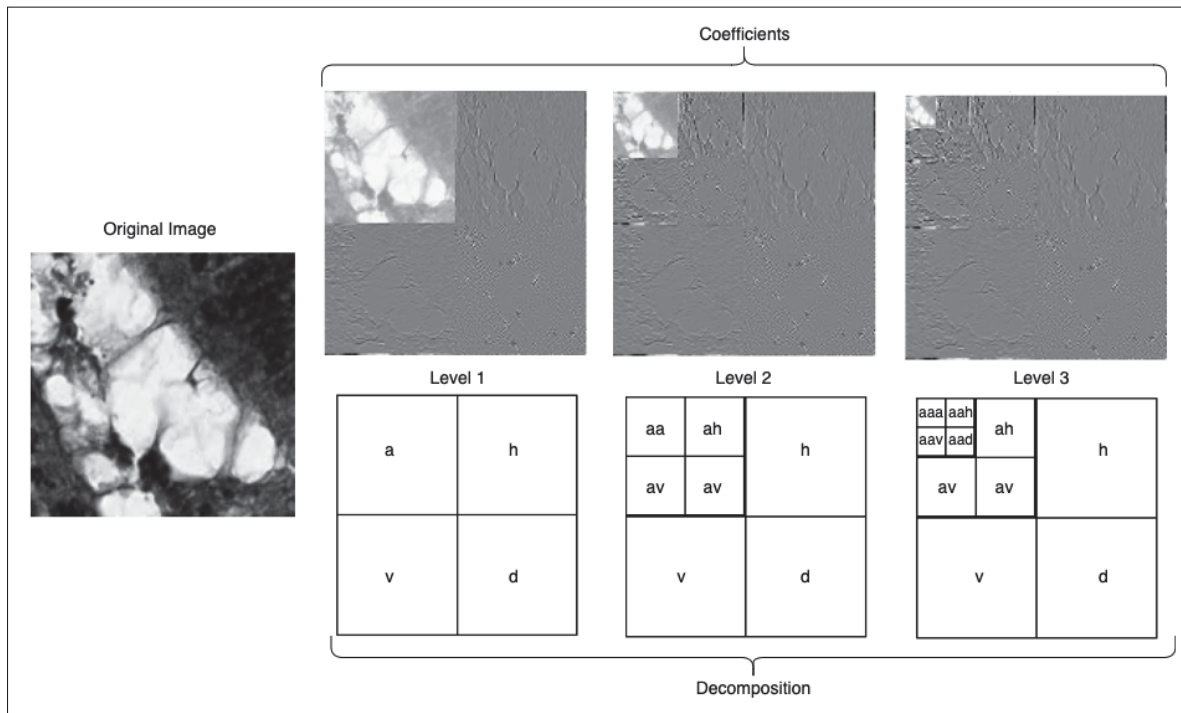 Coefficients
Original Image
Level 1
Level 2
Level 3
a h
v d
aa ah h
av av
v d
aaa aah ah h
aav aad
av av
v d
Decomposition